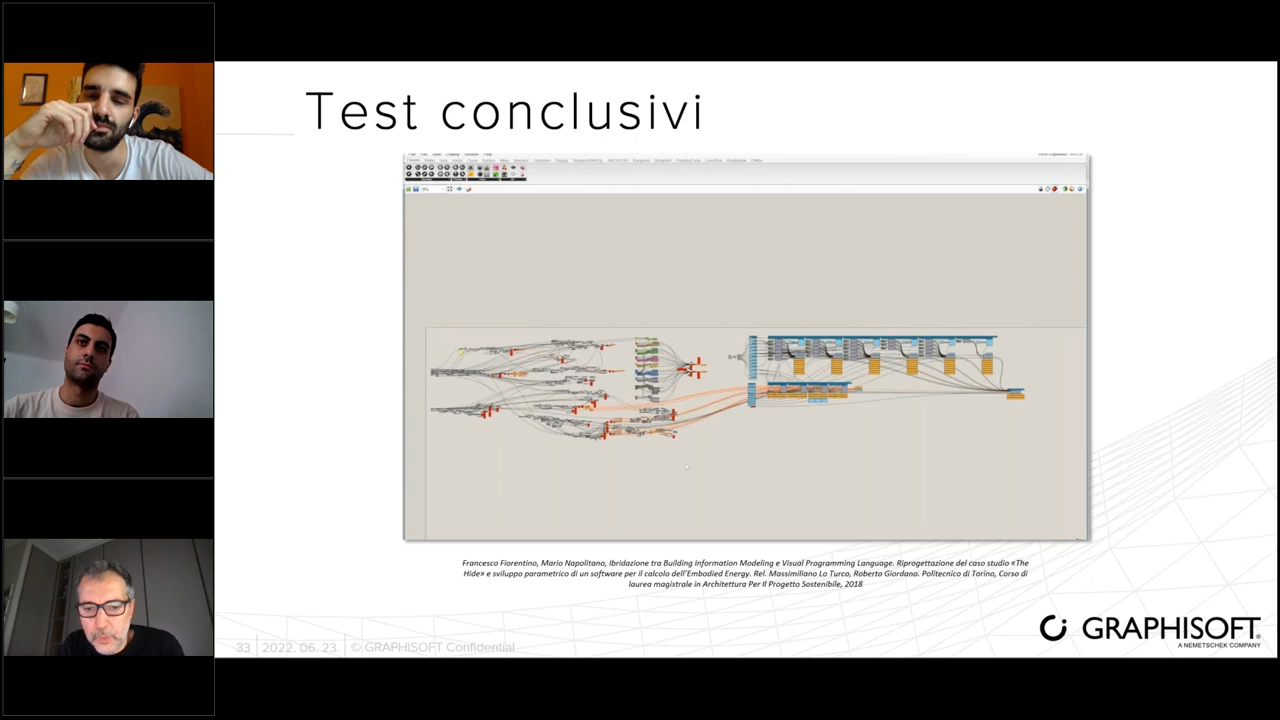 Test conclusivi
Francesco Fiorentino, Mario Napolitano, Ibridazione tra Building Information Modeling e Visual Programming Language. Riprogettazione del caso studio «The
Hide» e sviluppo parametrico di un software per il calcolo dell'Embodied Energy. Rel. Massimiliano Lo Turco, Roberto Giordano. Politecnico di Torino, Corso di
laurea magistrale in Architettura Per Il Progetto Sostenibile, 2018
33 | 2022. 06. 23. | © GRAPHISOFT Confidential
GRAPHISOFT®
A NEMETSCHEK COMPANY